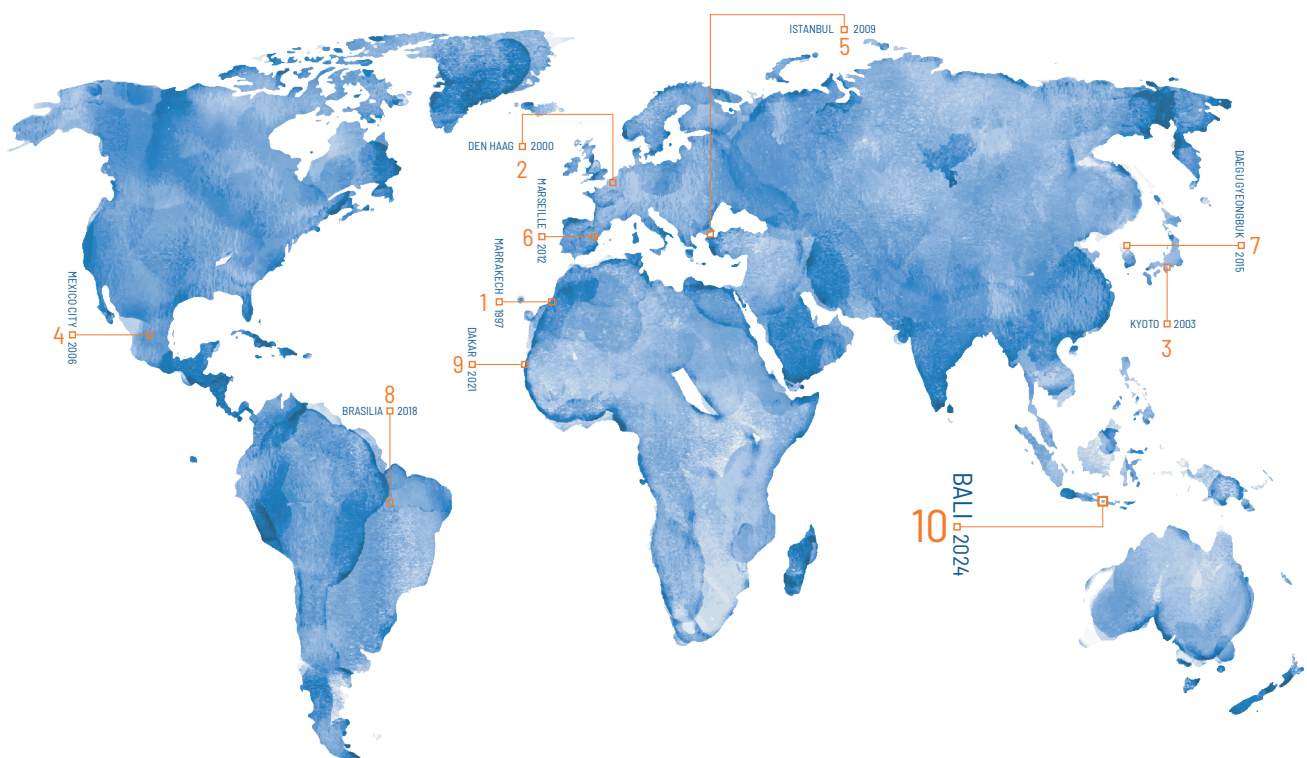 ISTANBUL 2009
5
DEN HAAG 2000
2
MARSEILLE 2012
6
DAEGU GYEONGBUK 2015
7
MARRAKECH 1997
1
MEXICO CITY 2006
4
KYOTO 2003
3
DAKAR 2021
9
8
BRASILIA 2018
BALI 2024
10